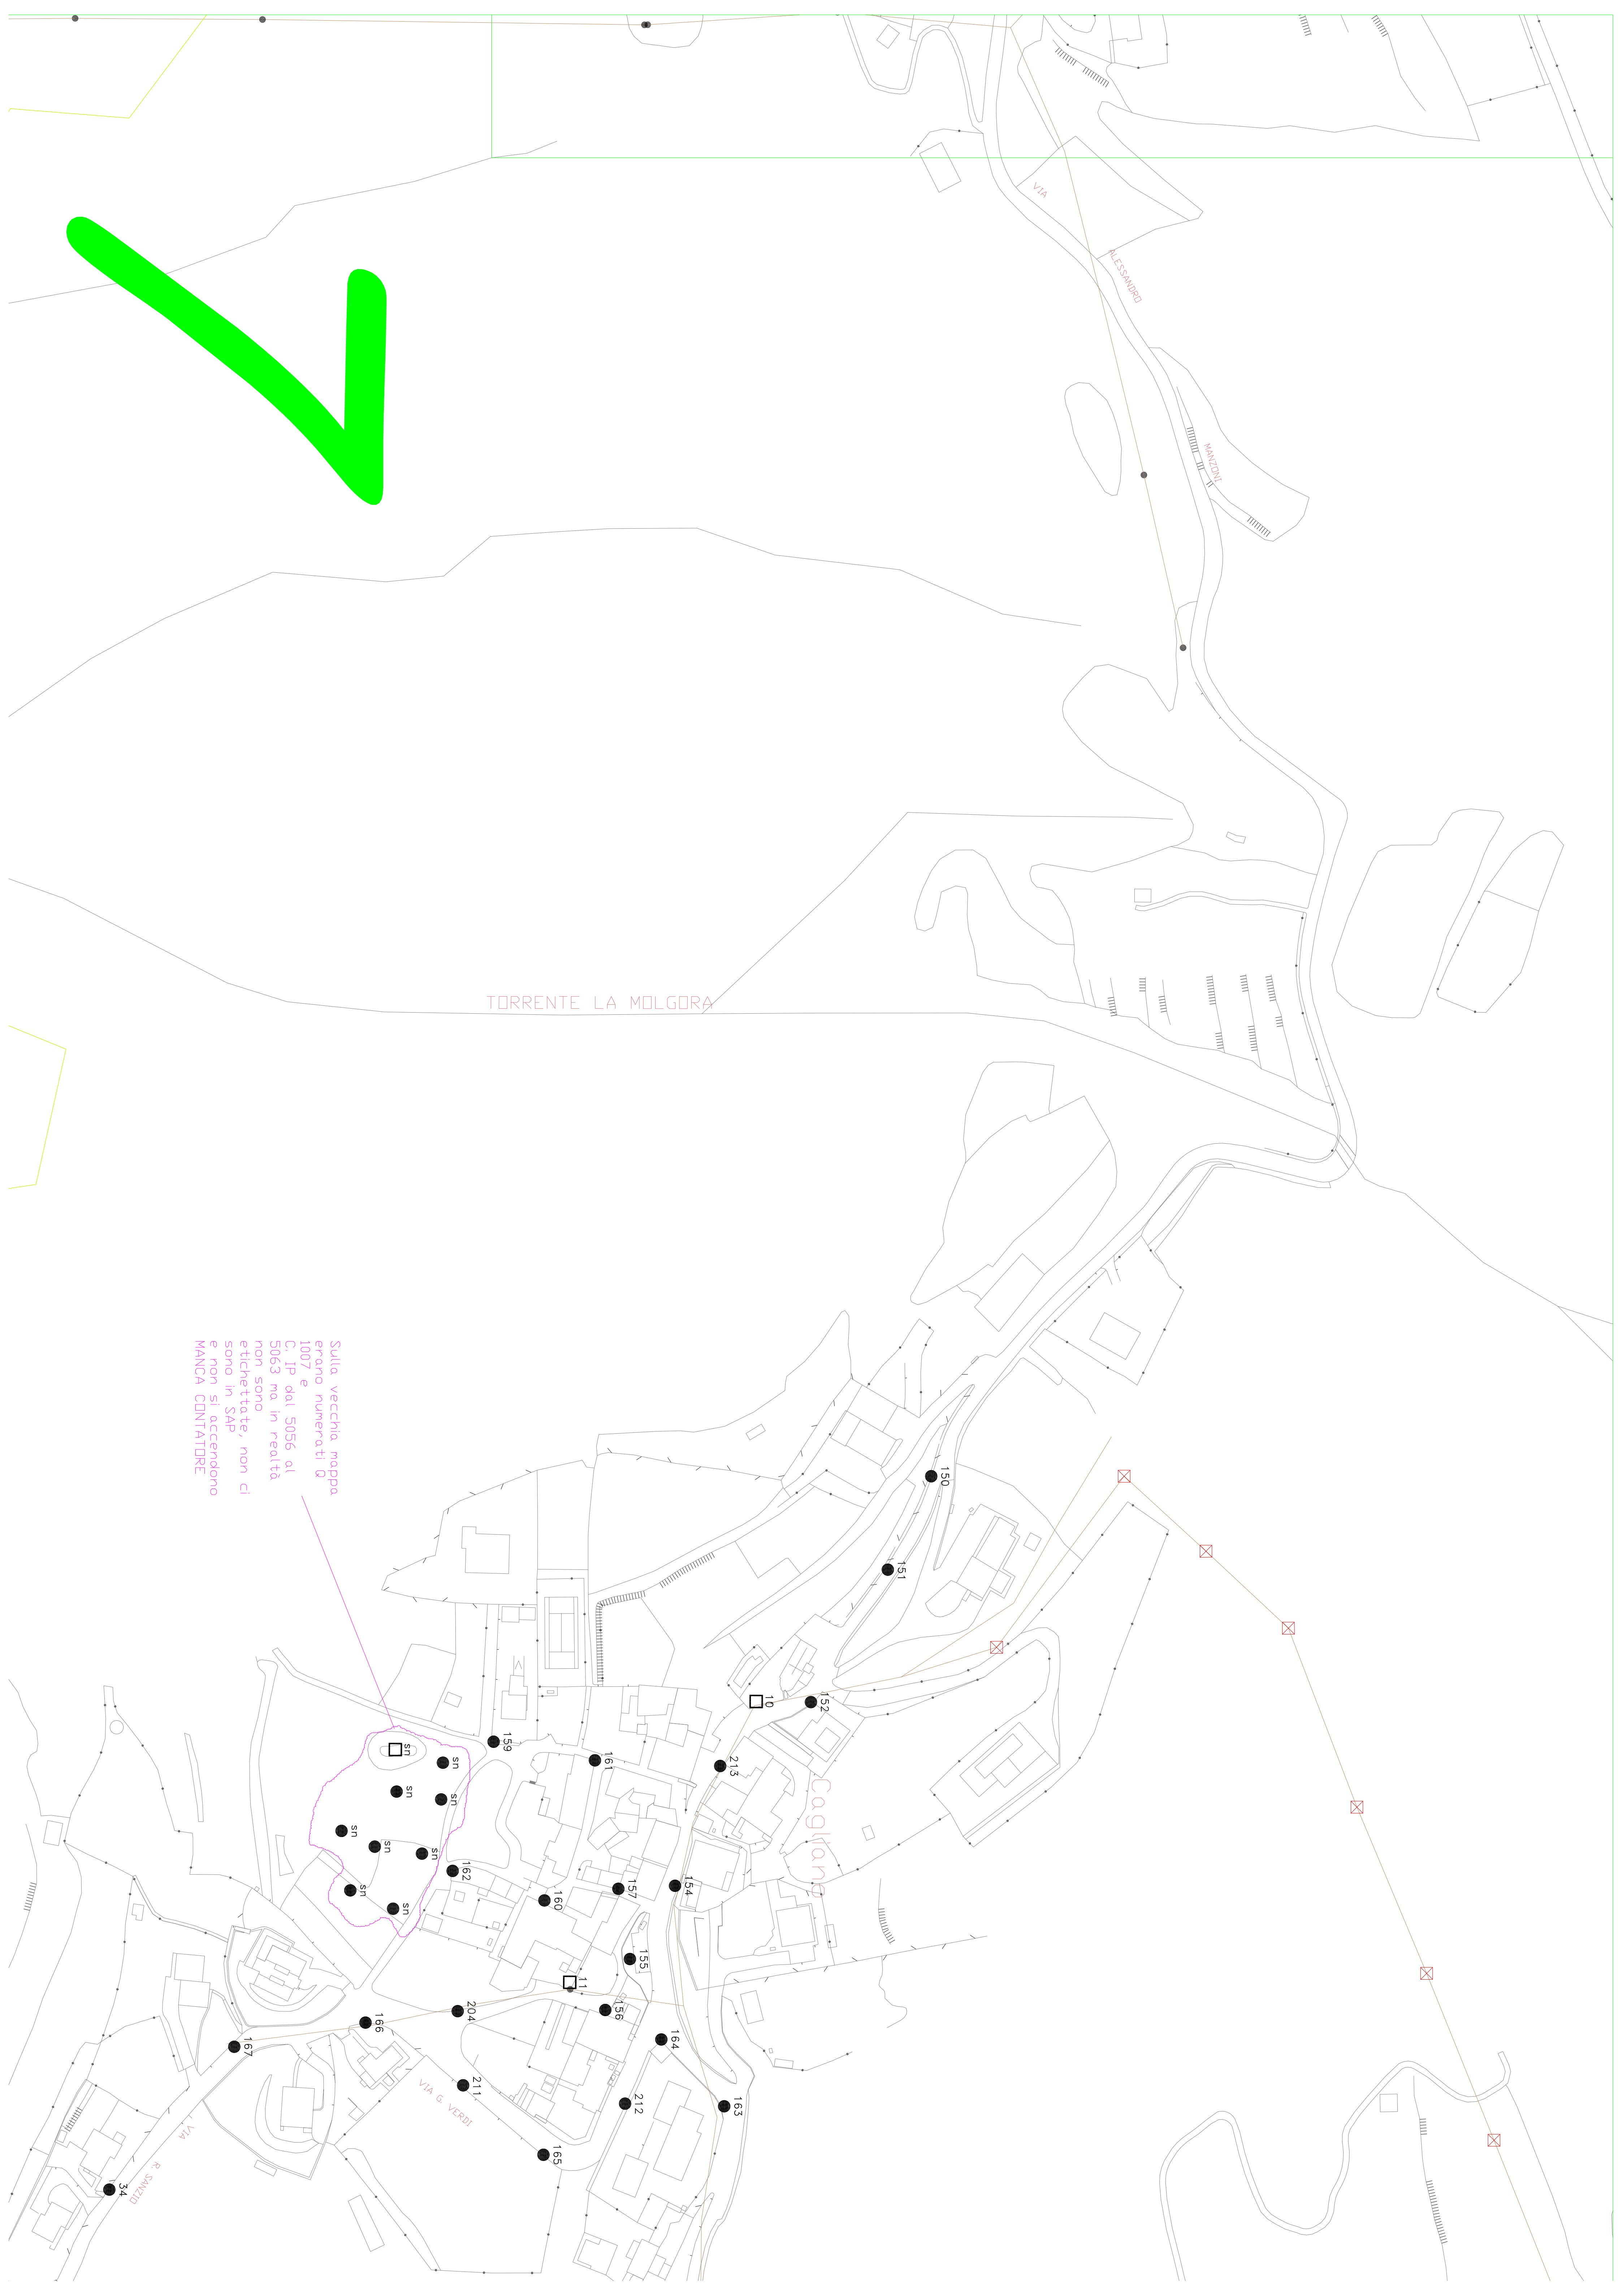 VIA
ALESSANDRO
MANZONI
TORRENTE LA MOLGORA
Sulla vecchia mappa
erano numerati Q
1007 e
C. IP dal 5056 al
5063 ma in realtà
non sono
etichettate, non ci
sono in SAP
e non si accendono
MANCA CONTATORE
150
151
10
152
159
161
213
Cagliano
sn
sn
sn
sn
sn
sn
sn
sn
sn
162
160
157
154
155
11
156
204
166
167
164
211
212
163
165
VIA G. VERDI
VIA
R. SANZIO
34